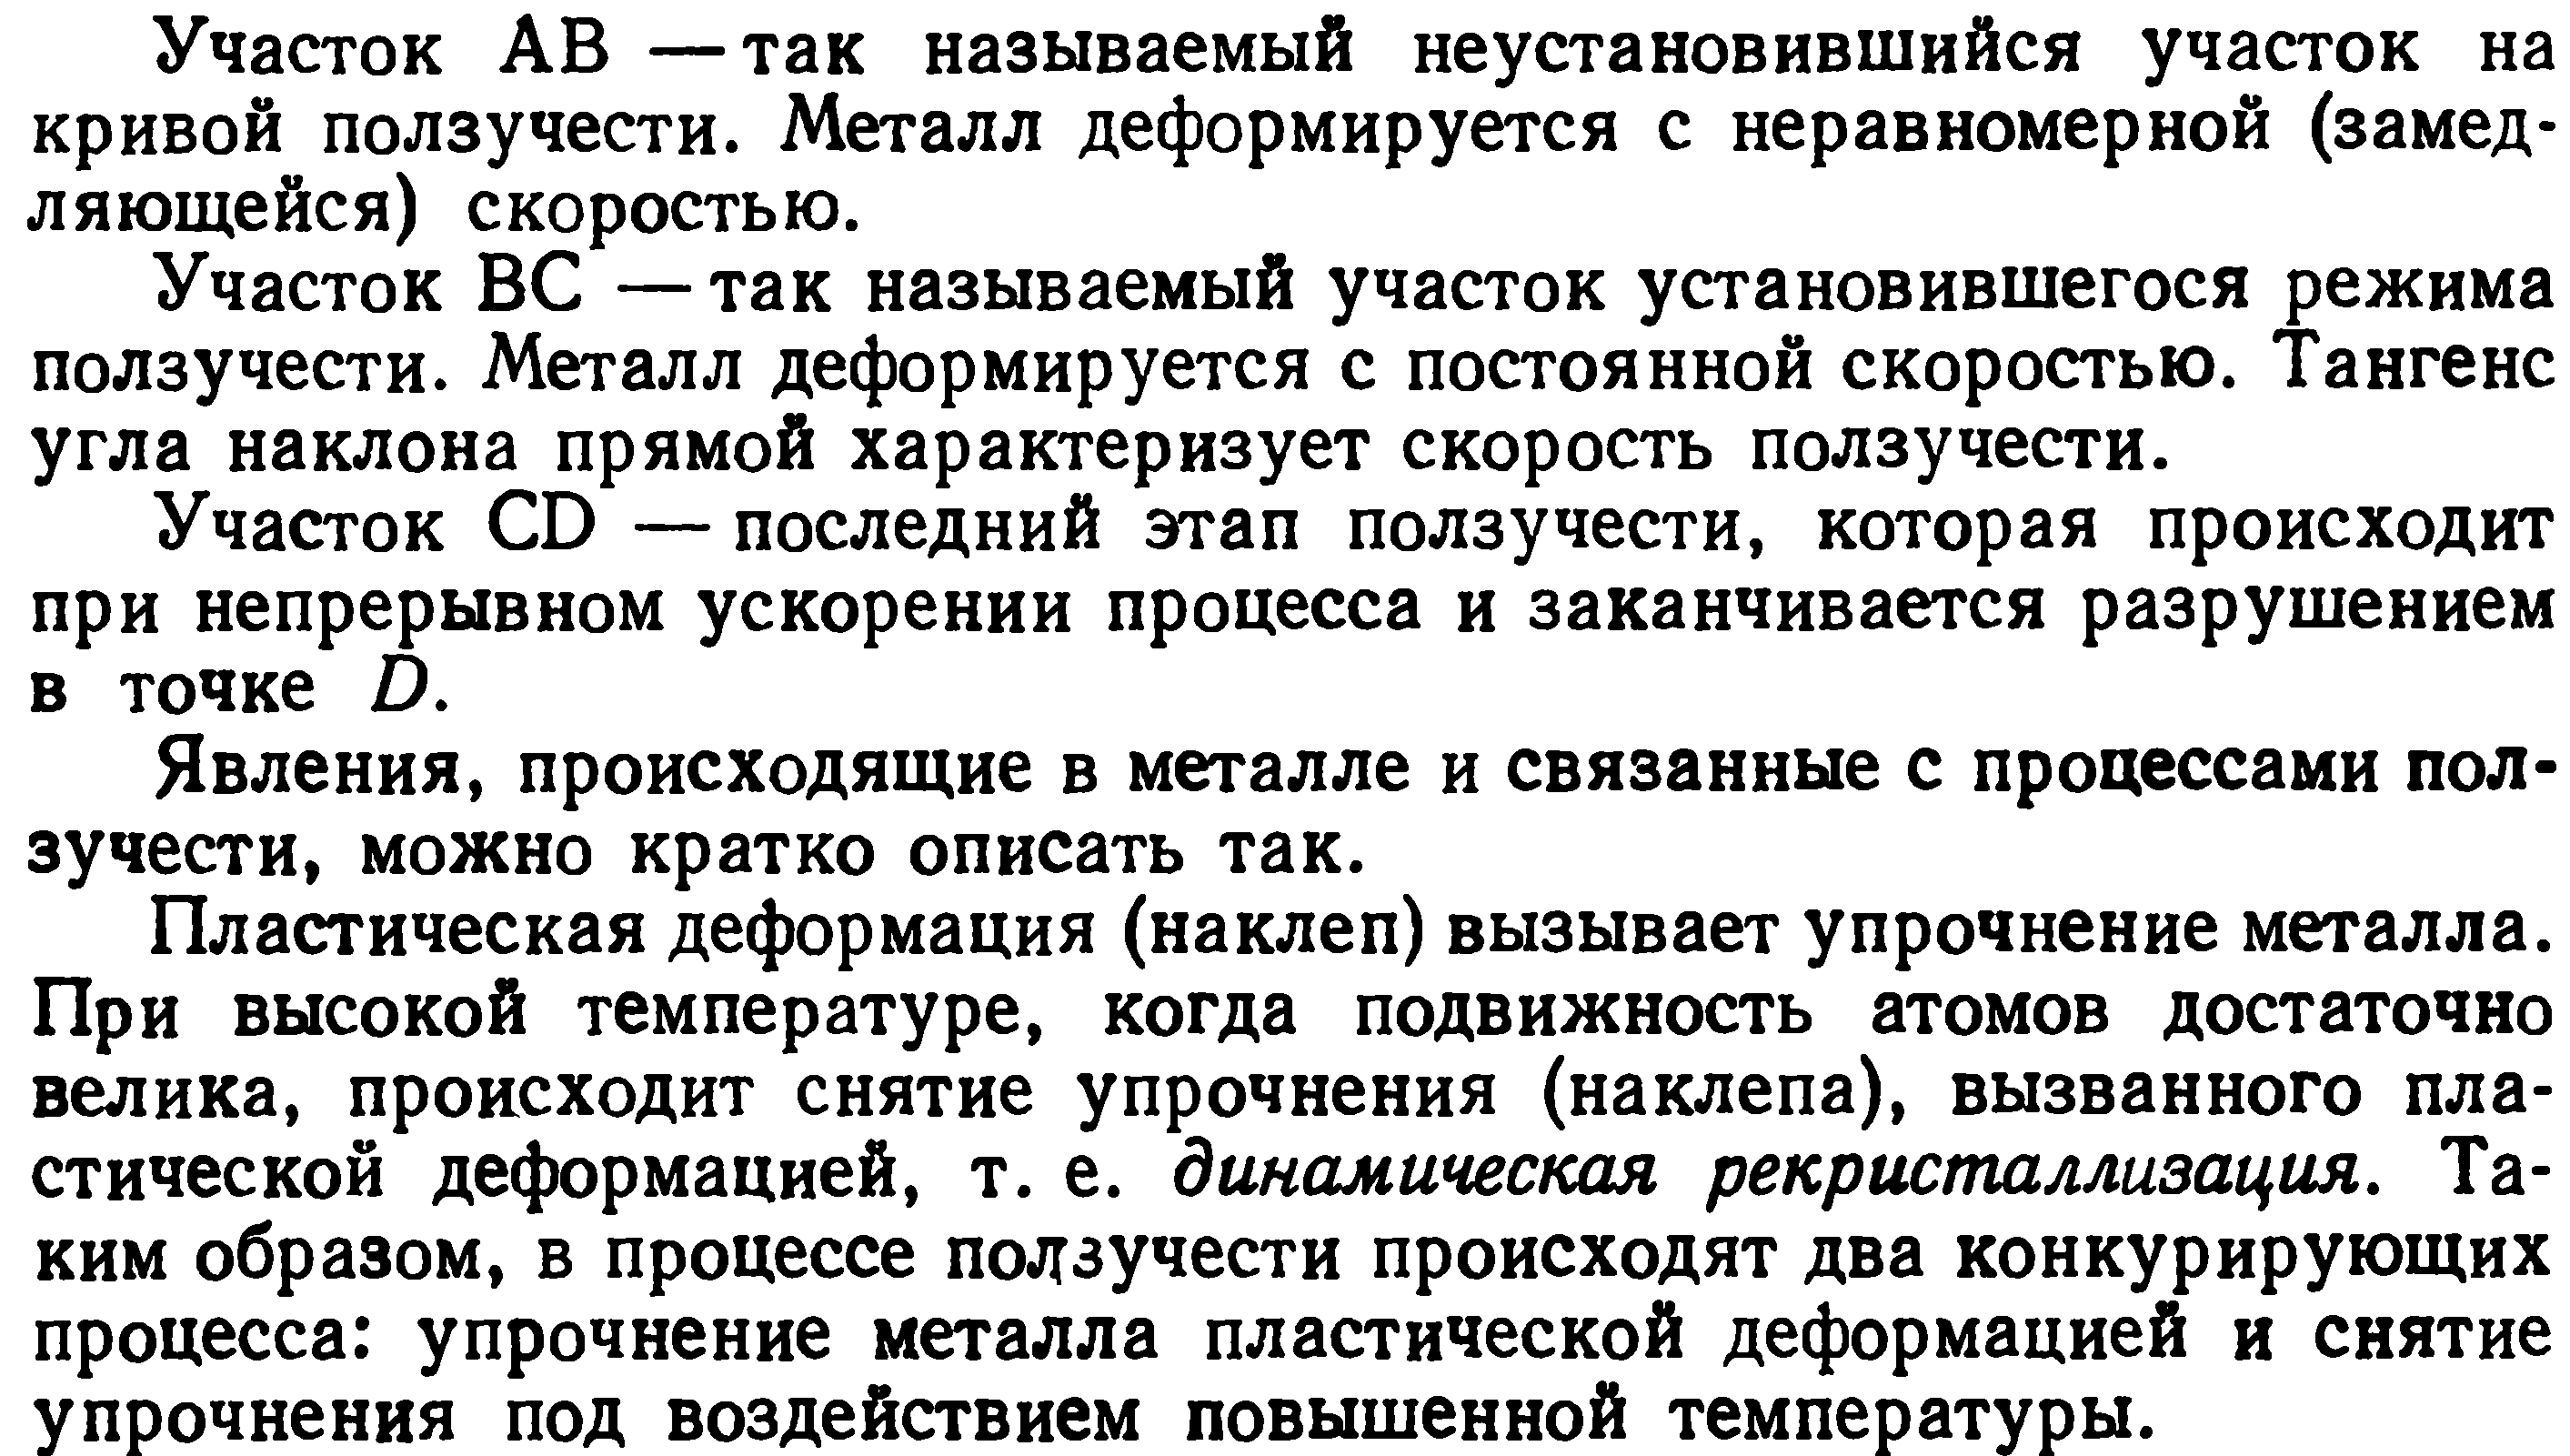 Участок AB — так называемый неустановившийся участок на
кривой ползучести. Металл деформируется с неравномерной (замед-
ляющейся) скоростью.
Участок BC — так называемый участок установившегося режима
ползучести. Металл деформируется с постоянной скоростью. Тангенс
угла наклона прямой характеризует скорость ползучести.
Участок CD — последний этап ползучести, которая происходит
при непрерывном ускорении процесса и заканчивается разрушением
в точке D.
Явления, происходящие в металле и связанные с процессами пол-
зучести, можно кратко описать так.
Пластическая деформация (наклеп) вызывает упрочнение металла.
При высокой температуре, когда подвижность атомов достаточно
велика, происходит снятие упрочнения (наклепа), вызванного пла-
стической деформацией, т. е. динамическая рекристаллизация. Та-
ким образом, в процессе ползучести происходят два конкурирующих
процесса: упрочнение металла пластической деформацией и снятие
упрочнения под воздействием повышенной температуры.